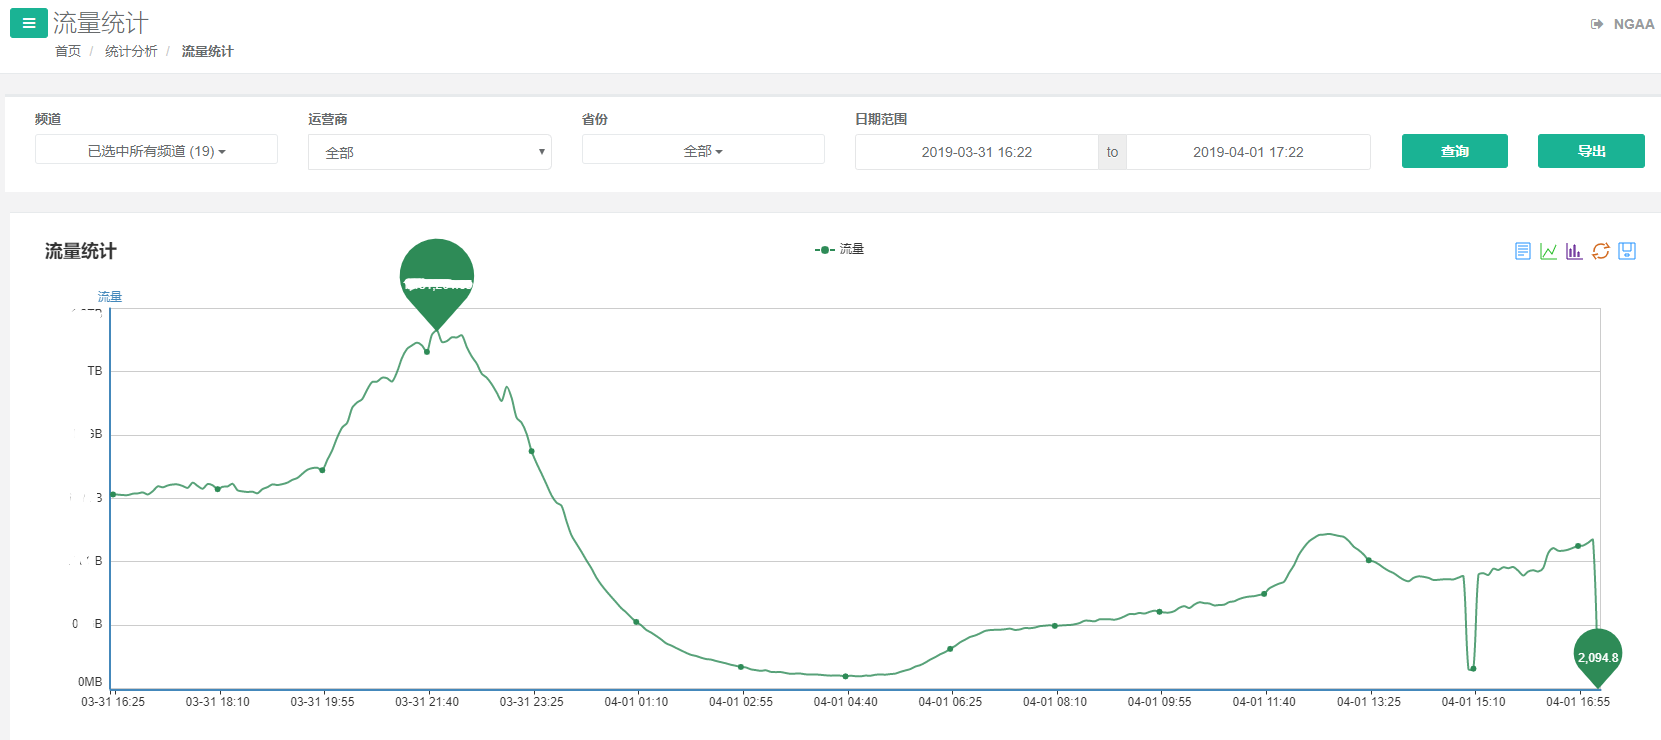 流量统计
NGAA
首页 / 统计分析 / 流量统计
频道
运营商
省份
日期范围
已选中所有频道 (19)
全部
全部
2019-03-31 16:22 to 2019-04-01 17:22
查询
导出
流量统计
流量
流量
TB
GB
B
B
0 B
0MB
2,094.8
03-31 16:25 03-31 18:10 03-31 19:55 03-31 21:40 03-31 23:25 04-01 01:10 04-01 02:55 04-01 04:40 04-01 06:25 04-01 08:10 04-01 09:55 04-01 11:40 04-01 13:25 04-01 15:10 04-01 16:55